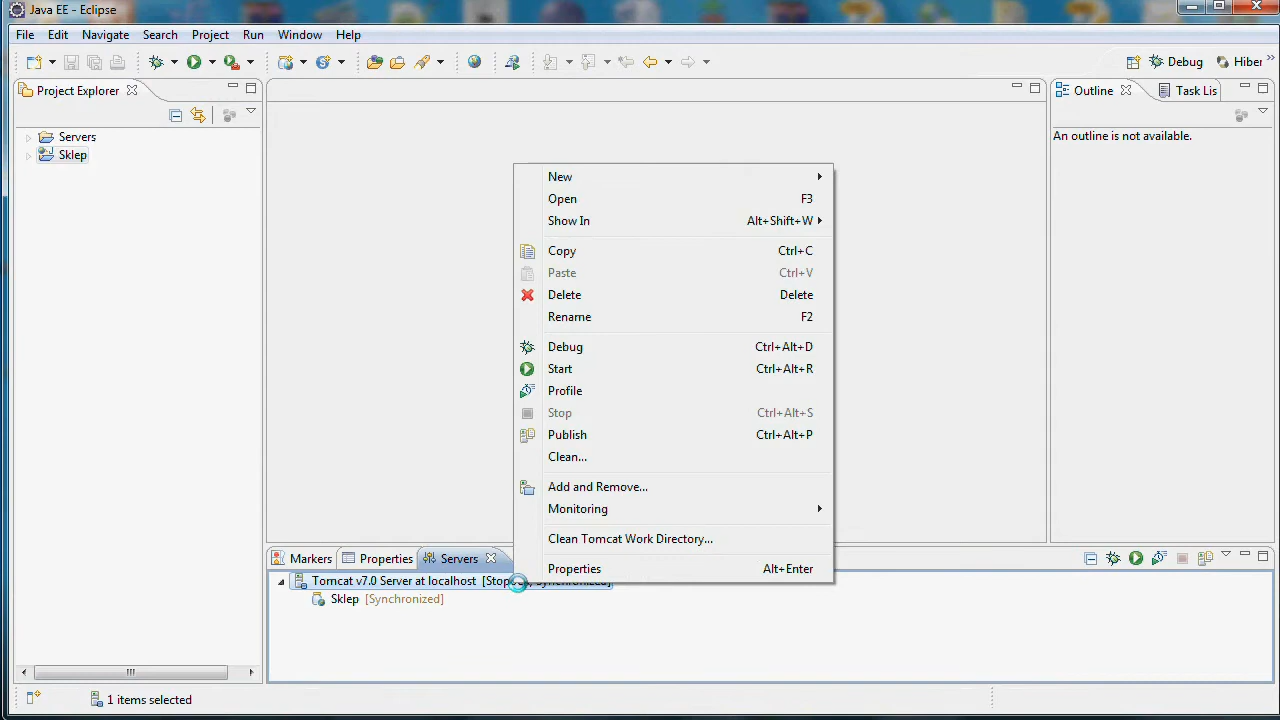 Java EE - Eclipse
File Edit Navigate Search Project Run Window Help
Debug Hiber
Project Explorer
Servers
Sklep
Outline Task Lis
An outline is not available.
New
Open F3
Show In Alt+Shift+W
Copy Ctrl+C
Paste Ctrl+V
Delete Delete
Rename F2
Debug Ctrl+Alt+D
Start Ctrl+Alt+R
Profile
Stop Ctrl+Alt+S
Publish Ctrl+Alt+P
Clean...
Add and Remove...
Monitoring
Clean Tomcat Work Directory...
Properties Alt+Enter
Markers Properties Servers
Tomcat v7.0 Server at localhost [Stopped, Synchronized]
Sklep [Synchronized]
1 items selected